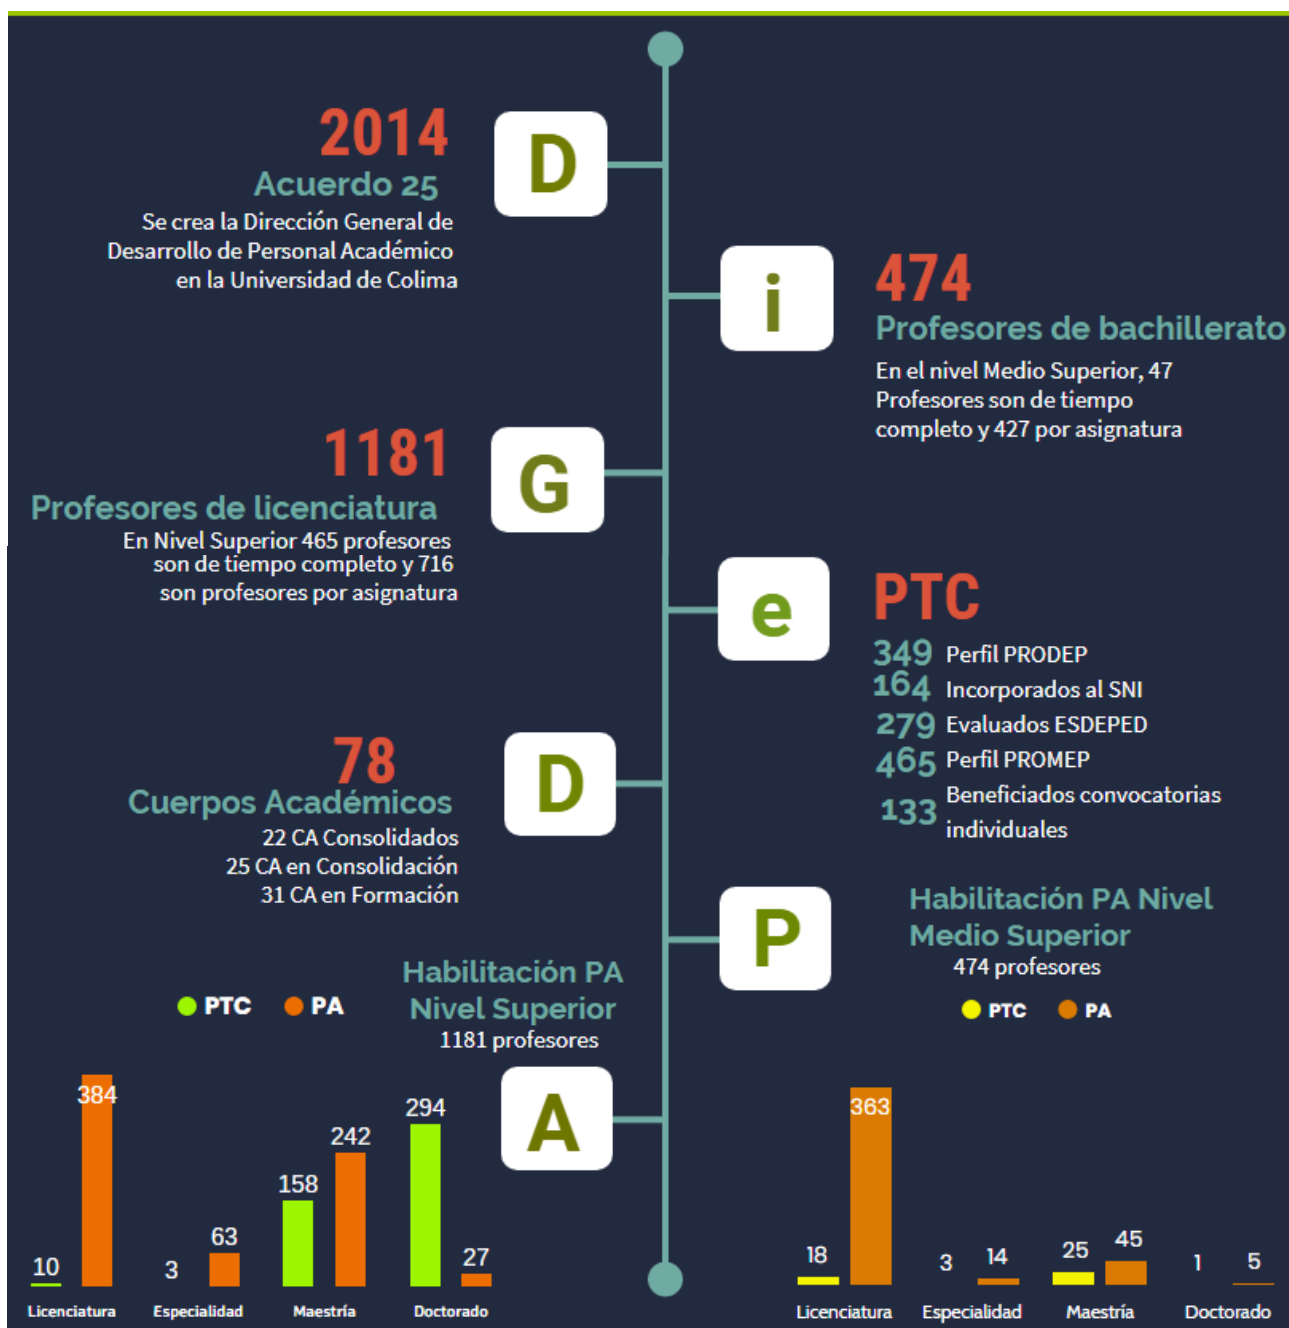 2014
Acuerdo 25
Se crea la Dirección General de
Desarrollo de Personal Académico
en la Universidad de Colima
D
i
474
Profesores de bachillerato
En el nivel Medio Superior, 47
Profesores son de tiempo
completo y 427 por asignatura
1181
Profesores de licenciatura
En Nivel Superior 465 profesores
son de tiempo completo y 716
son profesores por asignatura
G
e
PTC
349 Perfil PRODEP
164 Incorporados al SNI
279 Evaluados ESDEPED
465 Perfil PROMEP
133 Beneficiados convocatorias
individuales
78
Cuerpos Académicos
22 CA Consolidados
25 CA en Consolidación
31 CA en Formación
D
P
Habilitación PA Nivel
Medio Superior
474 profesores
PTC PA
Habilitación PA
Nivel Superior
1181 profesores
PTC PA
A
10 384 3 63 158 242 294 27
Licenciatura Especialidad Maestría Doctorado
18 363 3 14 25 45 1 5
Licenciatura Especialidad Maestría Doctorado